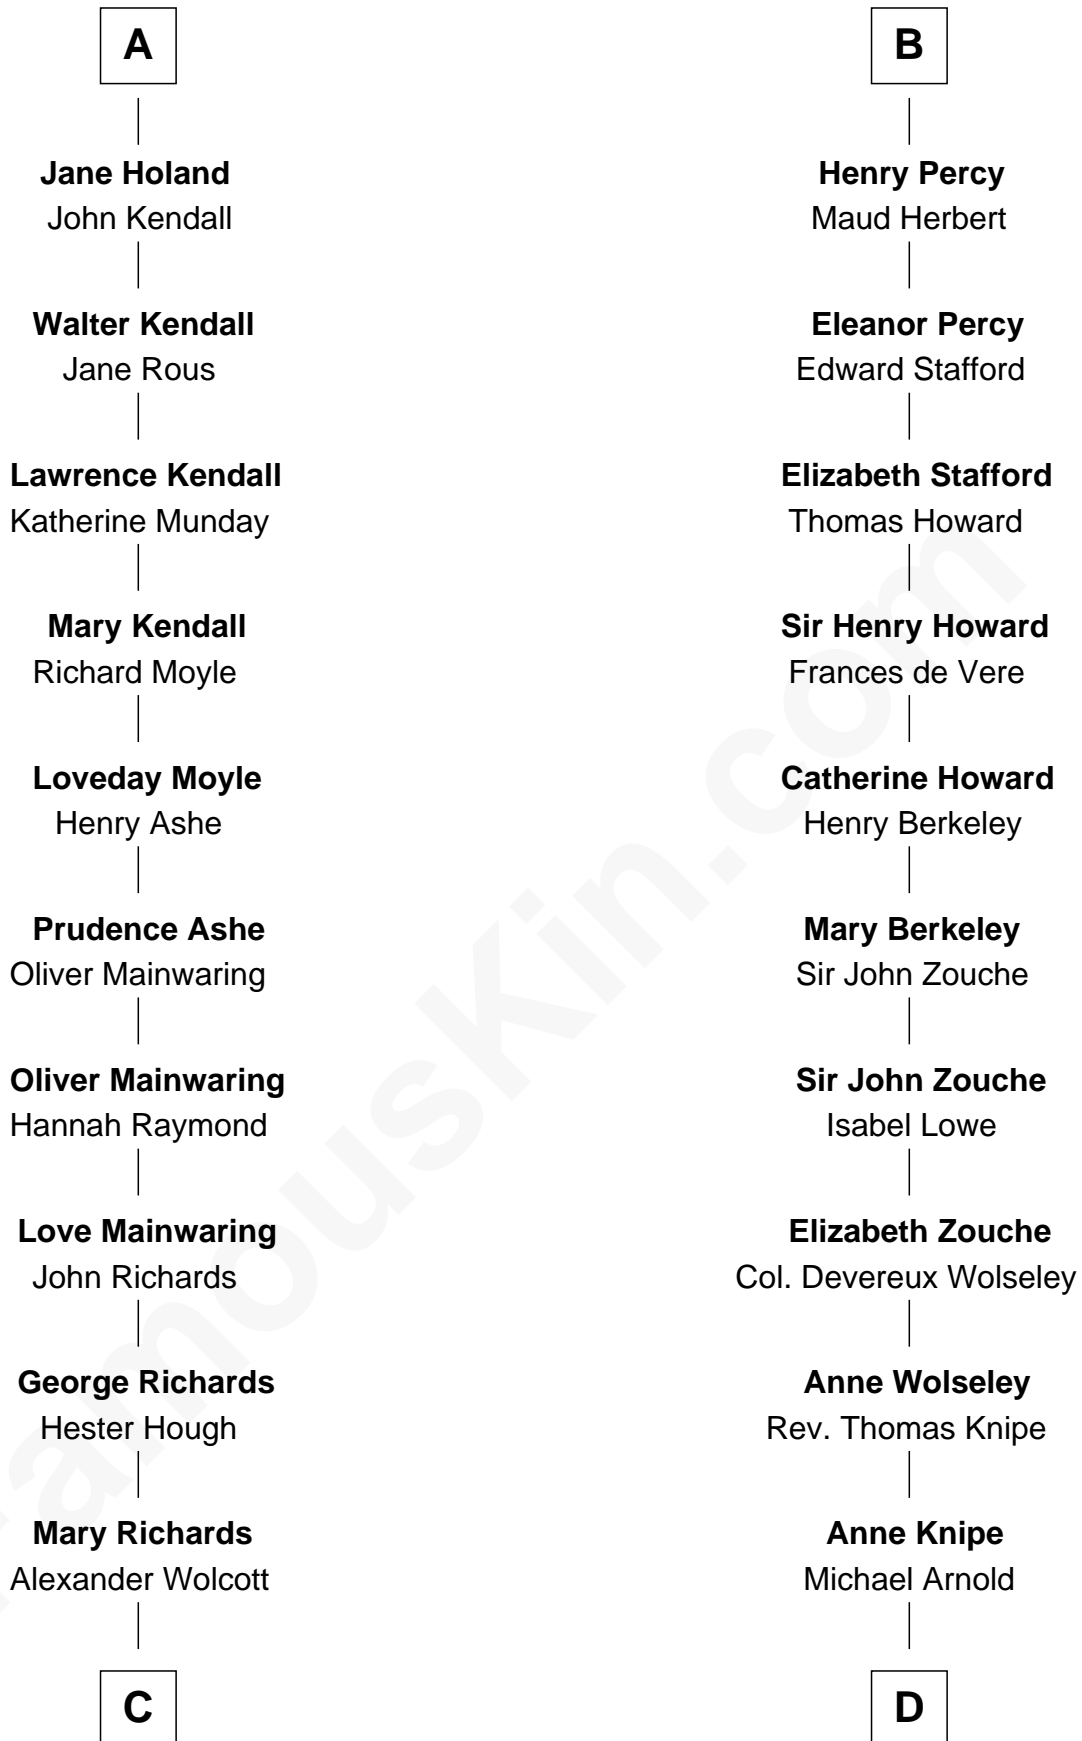 A
Jane Holand
John Kendall
Walter Kendall
Jane Rous
Lawrence Kendall
Katherine Munday
Mary Kendall
Richard Moyle
Loveday Moyle
Henry Ashe
Prudence Ashe
Oliver Mainwaring
Oliver Mainwaring
Hannah Raymond
Love Mainwaring
John Richards
George Richards
Hester Hough
Mary Richards
Alexander Wolcott
C
B
Henry Percy
Maud Herbert
Eleanor Percy
Edward Stafford
Elizabeth Stafford
Thomas Howard
Sir Henry Howard
Frances de Vere
Catherine Howard
Henry Berkeley
Mary Berkeley
Sir John Zouche
Sir John Zouche
Isabel Lowe
Elizabeth Zouche
Col. Devereux Wolseley
Anne Wolseley
Rev. Thomas Knipe
Anne Knipe
Michael Arnold
D
FamousKin.com